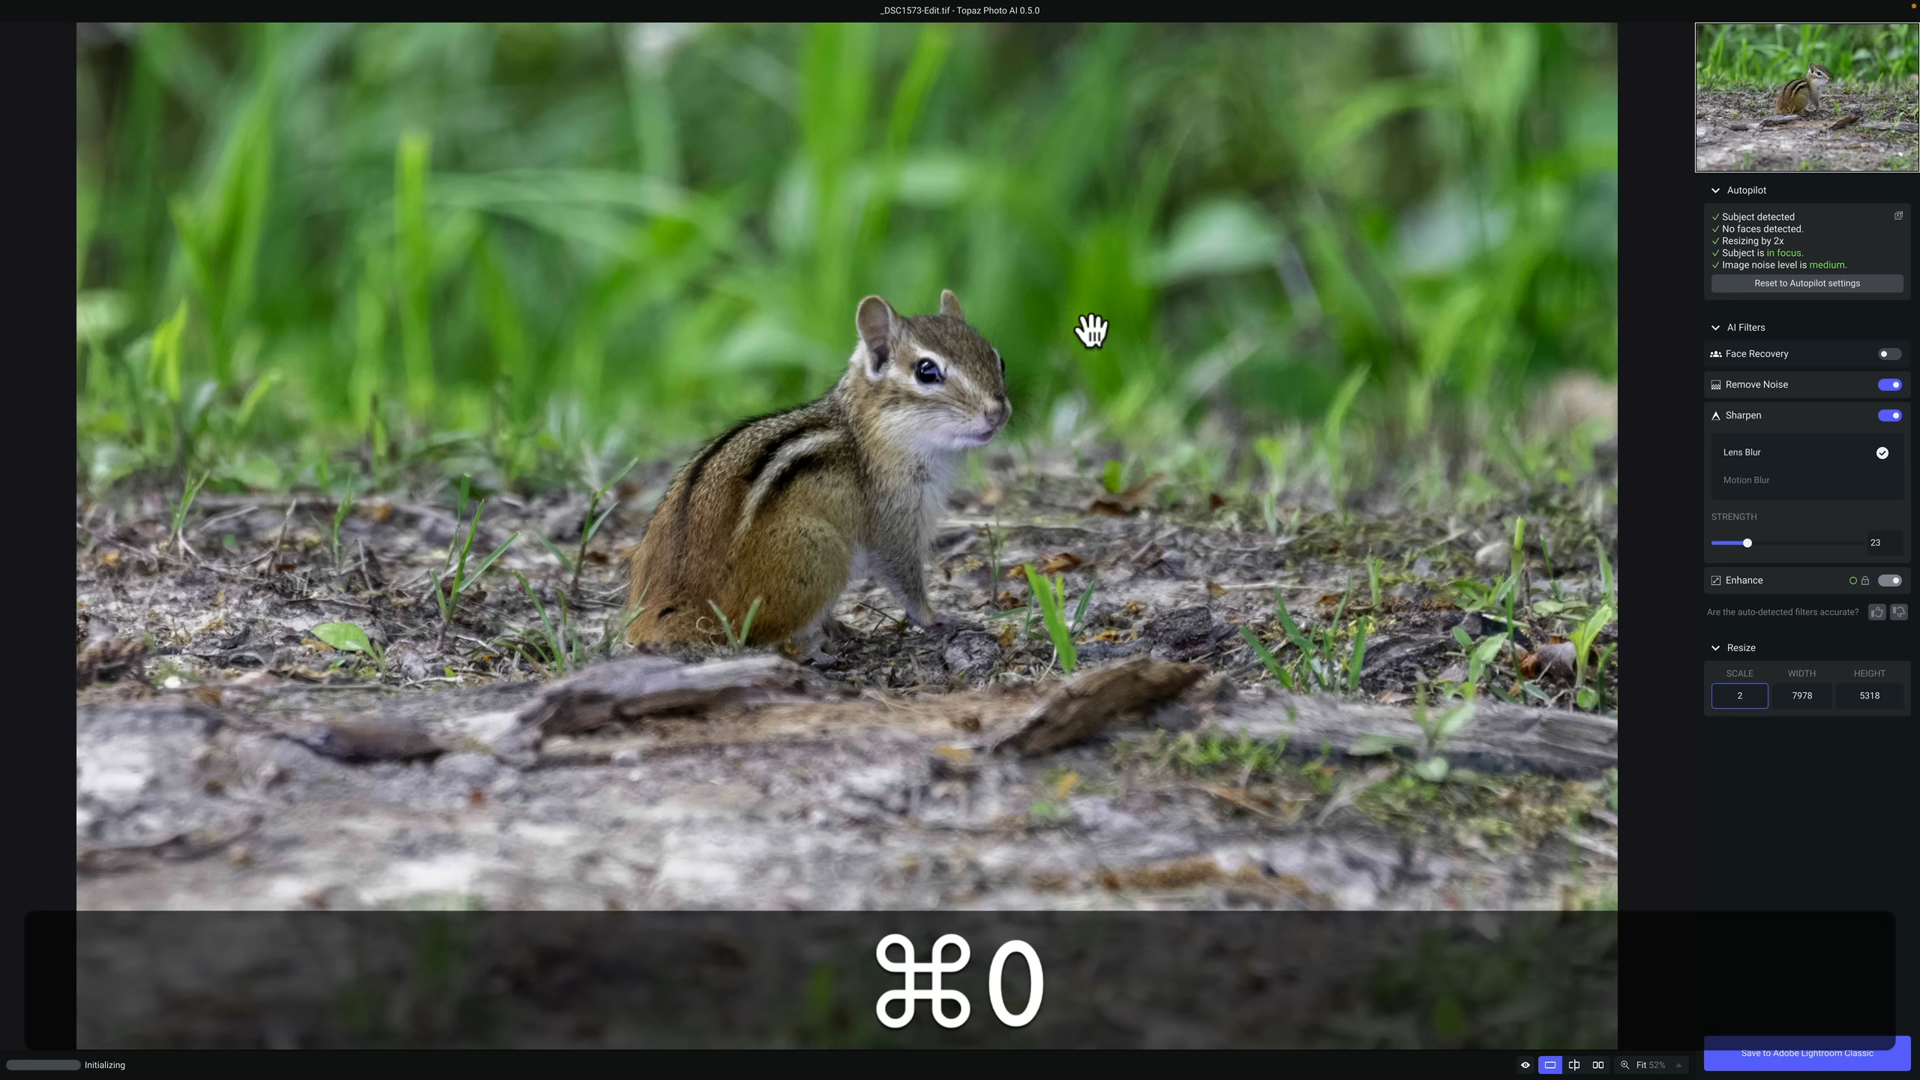 _DSC1573-Edit.tif - Topaz Photo AI 0.5.0
Autopilot
Subject detected
No faces detected.
Resizing by 2x
Subject is in focus.
Image noise level is medium.
Reset to Autopilot settings
AI Filters
Face Recovery
Remove Noise
Sharpen
Lens Blur
Motion Blur
STRENGTH
23
Enhance
Are the auto-detected filters accurate?
Resize
SCALE WIDTH HEIGHT
2 7978 5318
⌘0
Initializing
Fit 52%
Save to Adobe Lightroom Classic